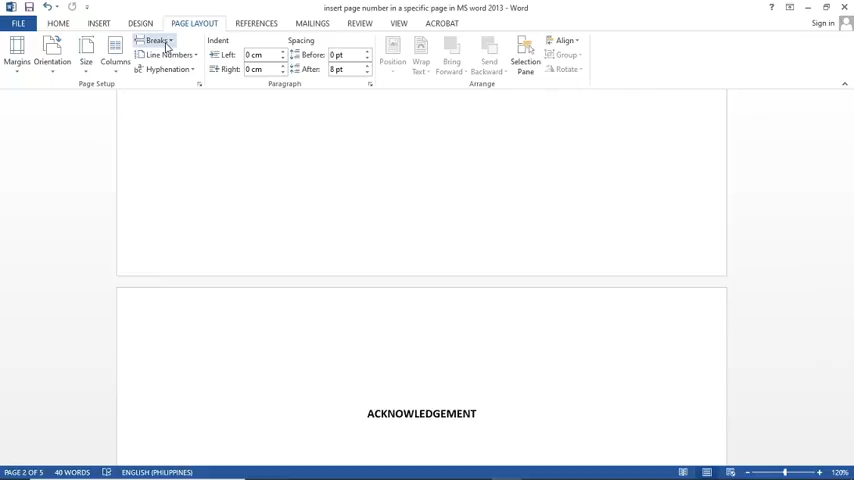 insert page number in a specific page in MS word 2013 - Word
FILE HOME INSERT DESIGN PAGE LAYOUT REFERENCES MAILINGS REVIEW VIEW ACROBAT Sign in
Margins Orientation Size Columns
Breaks
Line Numbers
Hyphenation
Page Setup
Indent
Left: 0 cm
Right: 0 cm
Spacing
Before: 0 pt
After: 8 pt
Paragraph
Position
Wrap
Text
Bring
Forward
Send
Backward
Selection
Pane
Align
Group
Rotate
Arrange
ACKNOWLEDGEMENT
PAGE 2 OF 5 40 WORDS ENGLISH (PHILIPPINES) 120%